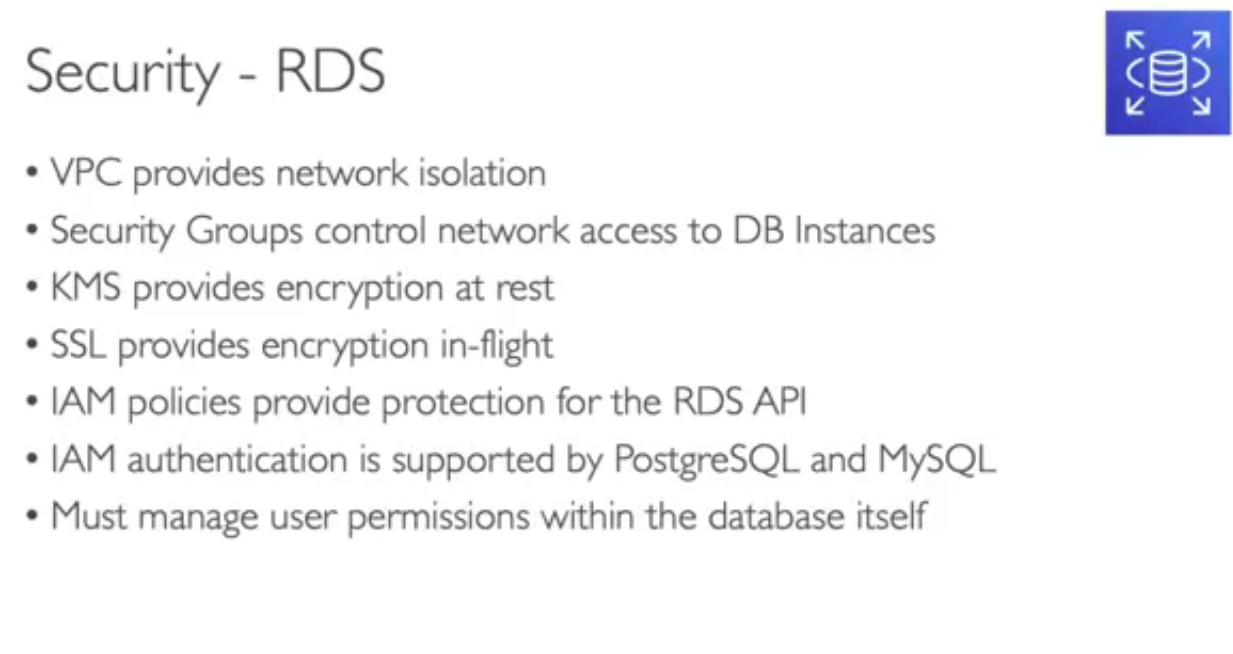 Security - RDS
• VPC provides network isolation
• Security Groups control network access to DB Instances
• KMS provides encryption at rest
• SSL provides encryption in-flight
• IAM policies provide protection for the RDS API
• IAM authentication is supported by PostgreSQL and MySQL
• Must manage user permissions within the database itself